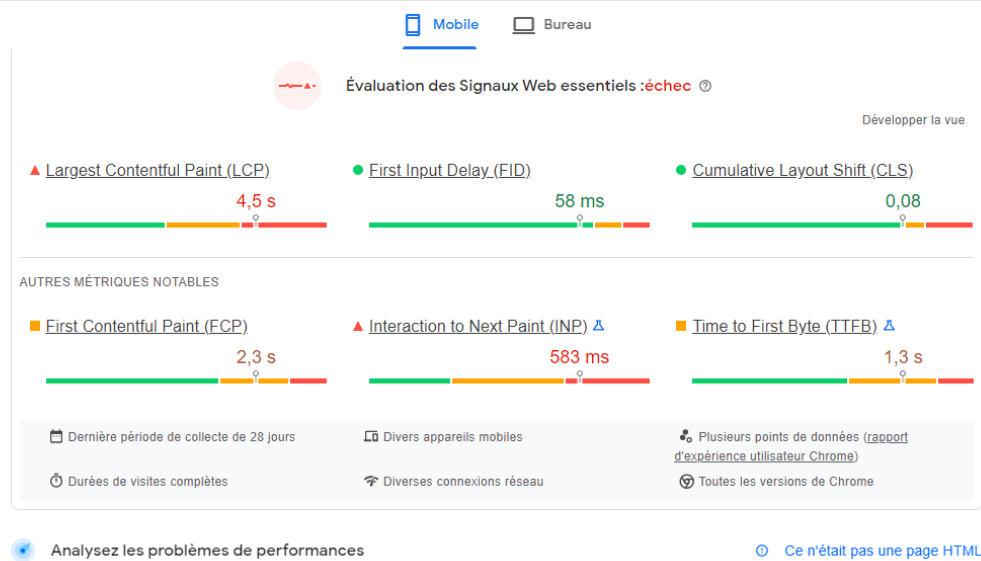 Mobile
Bureau
Évaluation des Signaux Web essentiels :échec
Développer la vue
Largest Contentful Paint (LCP)
4,5 s
First Input Delay (FID)
58 ms
Cumulative Layout Shift (CLS)
0,08
AUTRES MÉTRIQUES NOTABLES
First Contentful Paint (FCP)
2,3 s
Interaction to Next Paint (INP)
583 ms
Time to First Byte (TTFB)
1,3 s
Dernière période de collecte de 28 jours
Divers appareils mobiles
Plusieurs points de données (rapport
d'expérience utilisateur Chrome)
Durées de visites complètes
Diverses connexions réseau
Toutes les versions de Chrome
Analysez les problèmes de performances
Ce n'était pas une page HTML